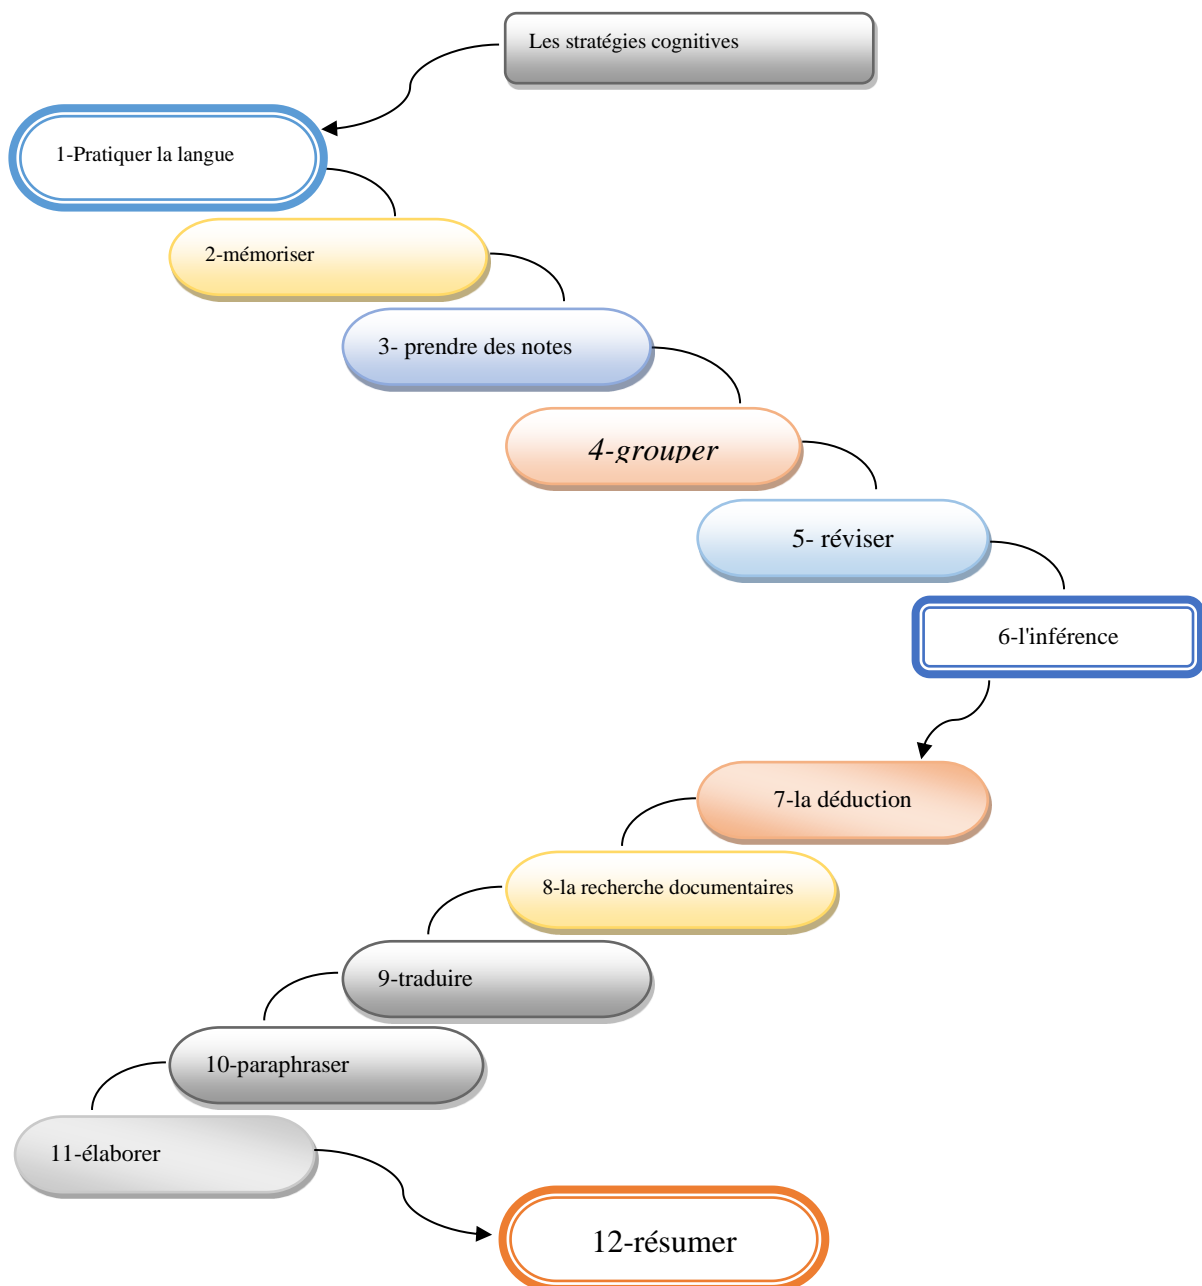 Les stratégies cognitives
1-Pratiquer la langue
2-mémoriser
3- prendre des notes
4-grouper
5- réviser
6-l'inférence
7-la déduction
8-la recherche documentaires
9-traduire
10-paraphraser
11-élaborer
12-résumer